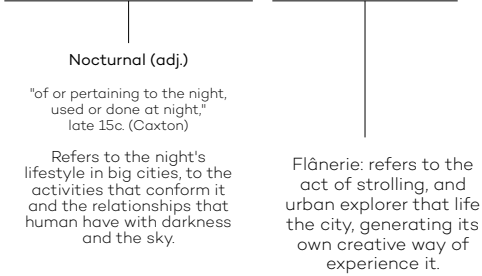 Nocturnal (adj.)
"of or pertaining to the night,
used or done at night,"
late 15c. (Caxton)
Refers to the night's
lifestyle in big cities, to the
activities that conform it
and the relationships that
human have with darkness
and the sky.
Flânerie: refers to the
act of strolling, and
urban explorer that life
the city, generating its
own creative way of
experience it.